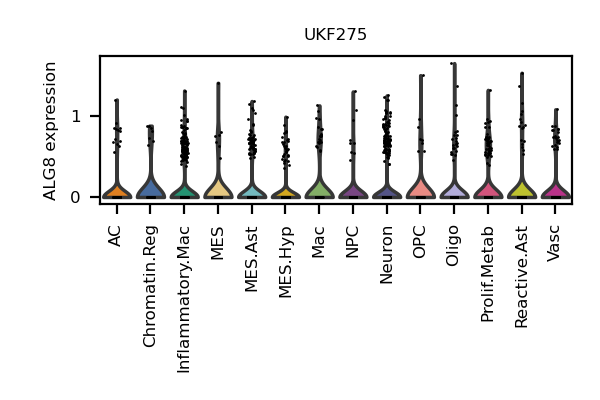 UKF275
ALG8 expression
1
0
AC
Chromatin.Reg
Inflammatory.Mac
MES
MES.Ast
MES.Hyp
Mac
NPC
Neuron
OPC
Oligo
Prolif.Metab
Reactive.Ast
Vasc